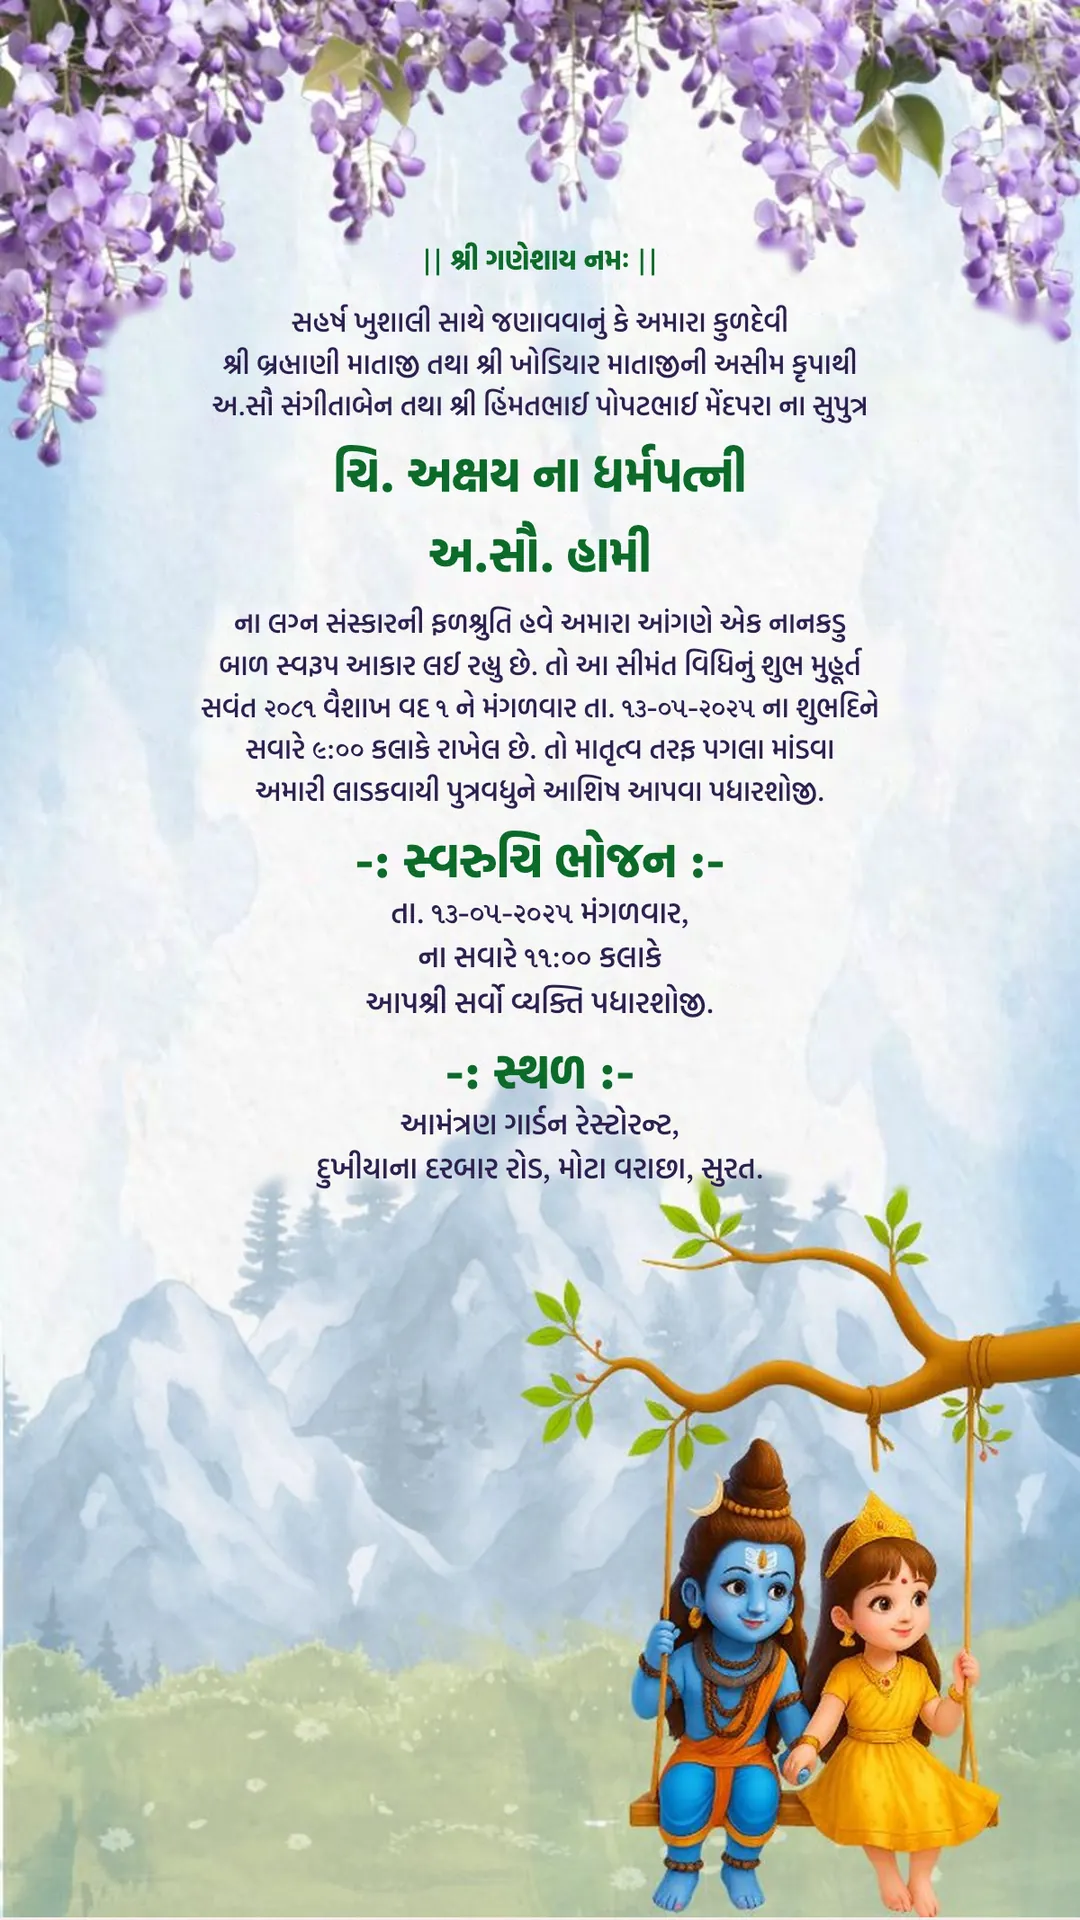 || શ્રી ગણેશાય નમઃ ||
સહર્ષ ખુશાલી સાથે જણાવવાનું કે અમારા કુળદેવી
શ્રી બ્રહ્માણી માતાજી તથા શ્રી ખોડિયાર માતાજીની અસીમ કૃપાથી
અ.સૌ સંગીતાબેન તથા શ્રી હિંમતભાઈ પોપટભાઈ મેંદપરા ના સુપુત્ર
ચિ. અક્ષય ના ધર્મપત્ની
અ.સૌ. હામી
ના લગ્ન સંસ્કારની ફળશ્રુતિ હવે અમારા આંગણે એક નાનકડુ
બાળ સ્વરૂપ આકાર લઈ રહ્યુ છે. તો આ સીમંત વિધિનું શુભ મુહૂર્ત
સવંત ૨૦૮૧ વૈશાખ વદ ૧ ને મંગળવાર તા. ૧૩-૦૫-૨૦૨૫ ના શુભદિને
સવારે ૯:૦૦ કલાકે રાખેલ છે. તો માતૃત્વ તરફ પગલા માંડવા
અમારી લાડકવાયી પુત્રવધુને આશિષ આપવા પધારશોજી.
-: સ્વરુચિ ભોજન :-
તા. ૧૩-૦૫-૨૦૨૫ મંગળવાર,
ના સવારે ૧૧:૦૦ કલાકે
આપશ્રી સર્વો વ્યક્તિ પધારશોજી.
-: સ્થળ :-
આમંત્રણ ગાર્ડન રેસ્ટોરન્ટ,
દુખીયાના દરબાર રોડ, મોટા વરાછા, સુરત.